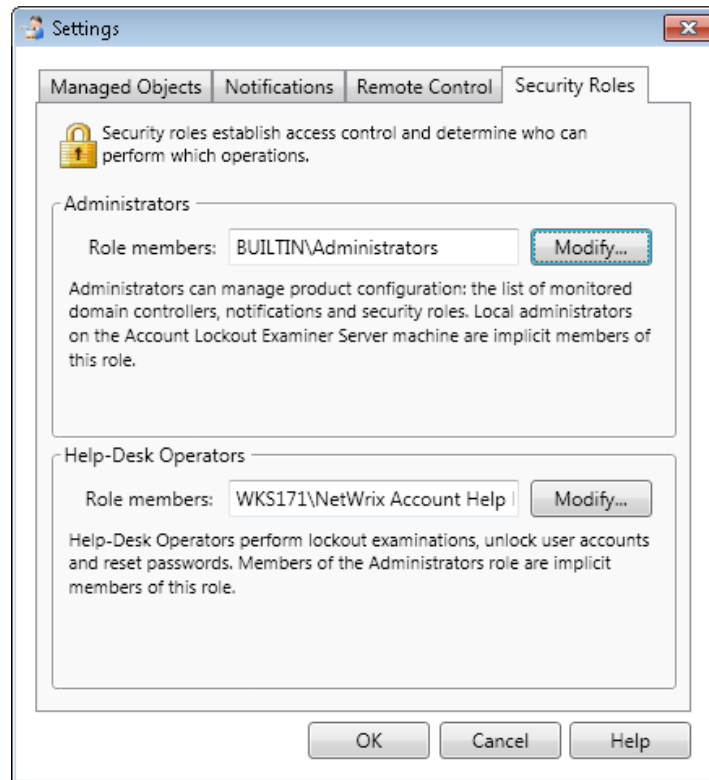 Settings
Managed Objects Notifications Remote Control Security Roles
Security roles establish access control and determine who can
perform which operations.
Administrators
Role members: BUILTIN\Administrators Modify...
Administrators can manage product configuration: the list of monitored
domain controllers, notifications and security roles. Local administrators
on the Account Lockout Examiner Server machine are implicit members of
this role.
Help-Desk Operators
Role members: WKS171\NetWrix Account Help Modify...
Help-Desk Operators perform lockout examinations, unlock user accounts
and reset passwords. Members of the Administrators role are implicit
members of this role.
OK Cancel Help